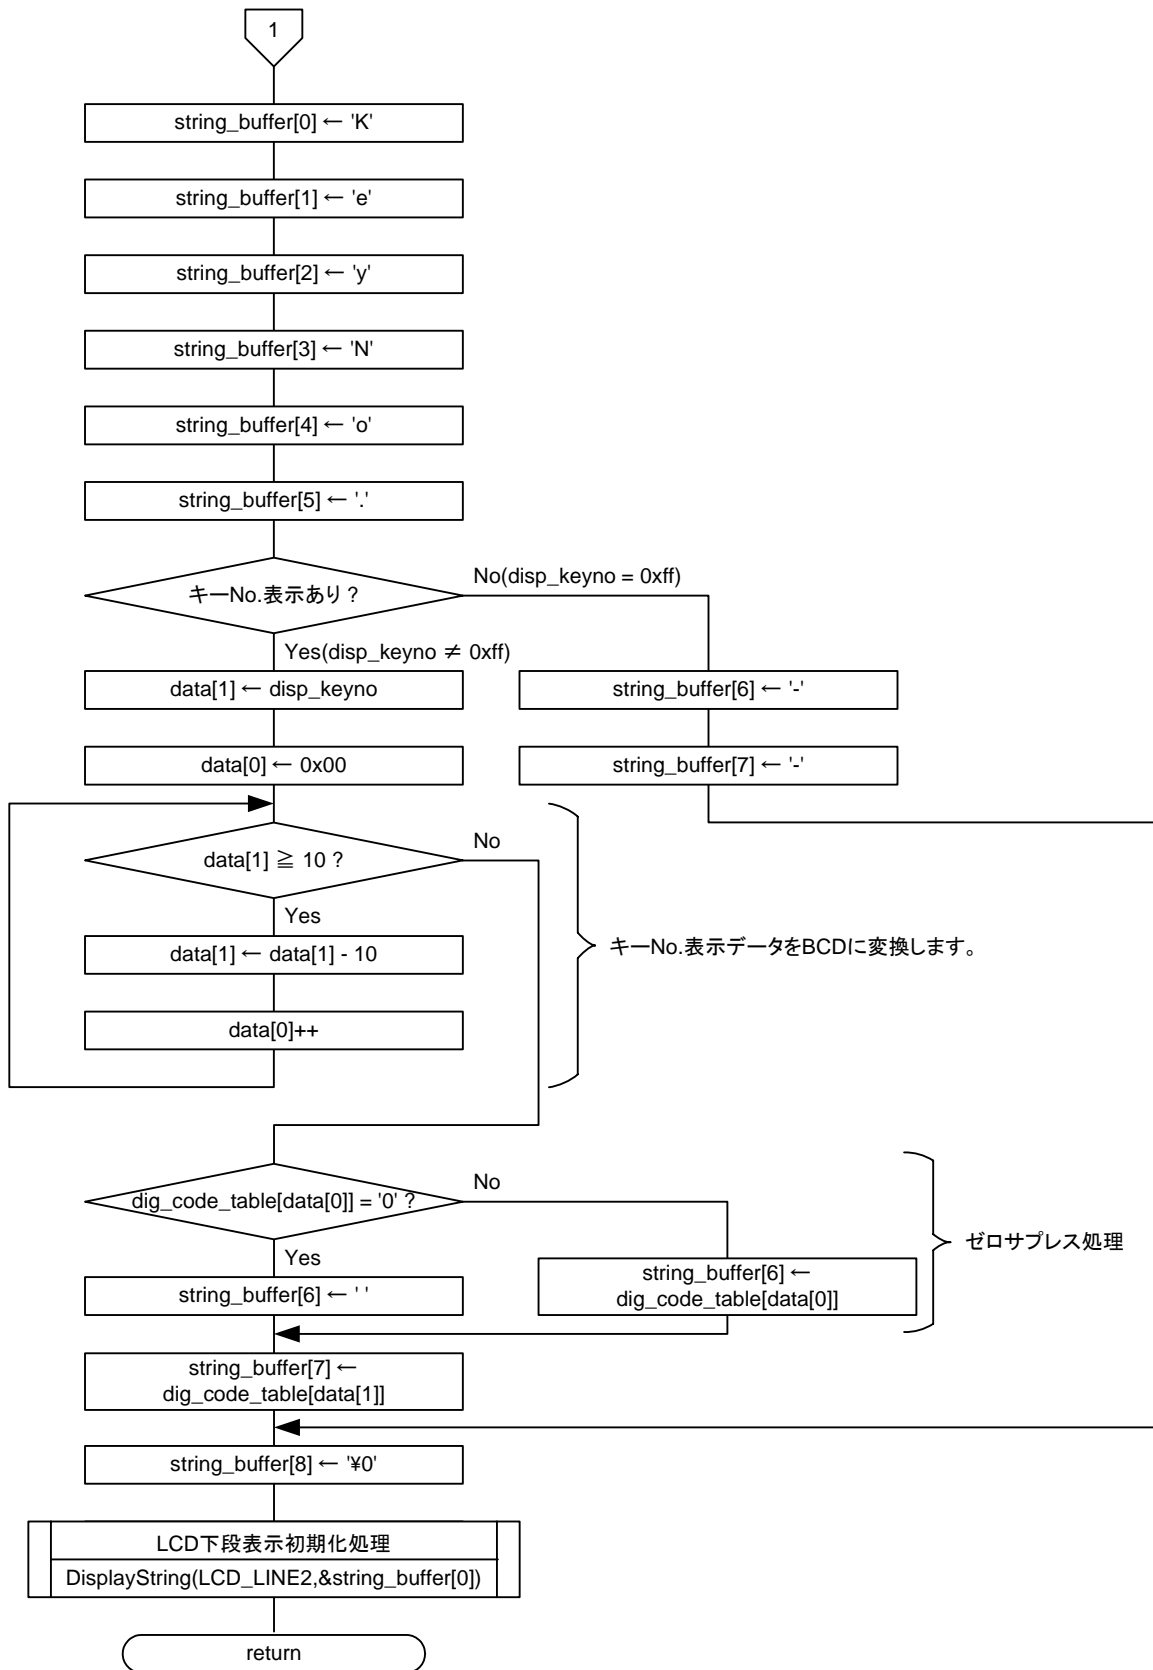 1
string_buffer[0] ← 'K'
string_buffer[1] ← 'e'
string_buffer[2] ← 'y'
string_buffer[3] ← 'N'
string_buffer[4] ← 'o'
string_buffer[5] ← '.'
キーNo.表示あり ?
No(disp_keyno = 0xff)
Yes(disp_keyno ≠ 0xff)
data[1] ← disp_keyno
string_buffer[6] ← '-'
data[0] ← 0x00
string_buffer[7] ← '-'
data[1] ≧ 10 ?
No
Yes
data[1] ← data[1] - 10
キーNo.表示データをBCDに変換します。
data[0]++
dig_code_table[data[0]] = '0' ?
No
Yes
ゼロサプレス処理
string_buffer[6] ← ' '
string_buffer[6] ←
dig_code_table[data[0]]
string_buffer[7] ←
dig_code_table[data[1]]
string_buffer[8] ← '¥0'
LCD下段表示初期化処理
DisplayString(LCD_LINE2,&string_buffer[0])
return